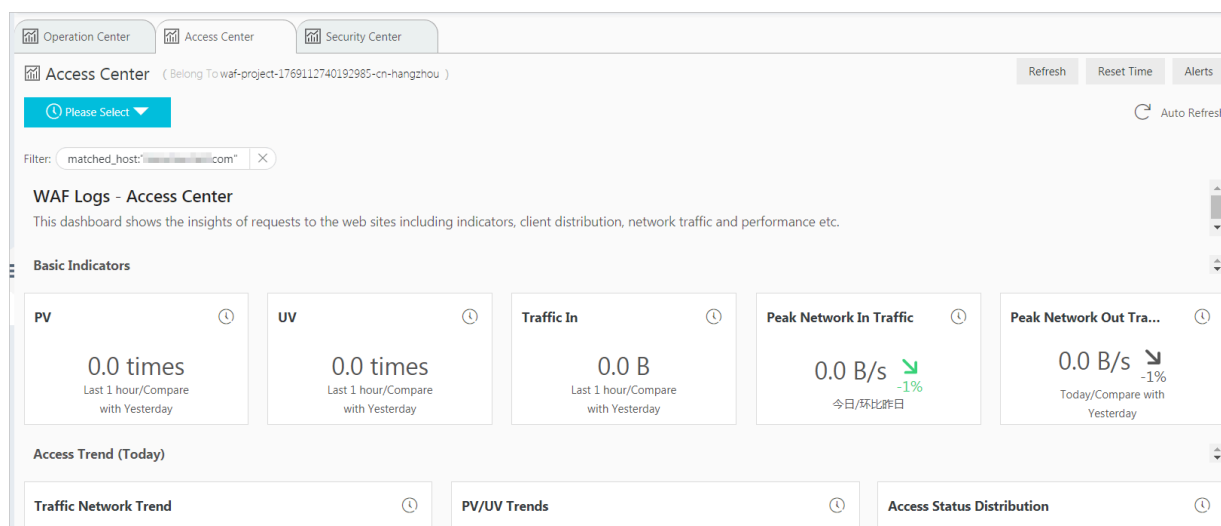 Operation Center
Access Center
Security Center
Access Center ( Belong To waf-project-1769112740192985-cn-hangzhou )
Refresh
Reset Time
Alerts
Please Select
Auto Refresh
Filter: matched_host:" com"
WAF Logs - Access Center
This dashboard shows the insights of requests to the web sites including indicators, client distribution, network traffic and performance etc.
Basic Indicators
PV
0.0 times
Last 1 hour/Compare
with Yesterday
UV
0.0 times
Last 1 hour/Compare
with Yesterday
Traffic In
0.0 B
Last 1 hour/Compare
with Yesterday
Peak Network In Traffic
0.0 B/s
-1%
今日/环比昨日
Peak Network Out Tra...
0.0 B/s
-1%
Today/Compare with
Yesterday
Access Trend (Today)
Traffic Network Trend
PV/UV Trends
Access Status Distribution